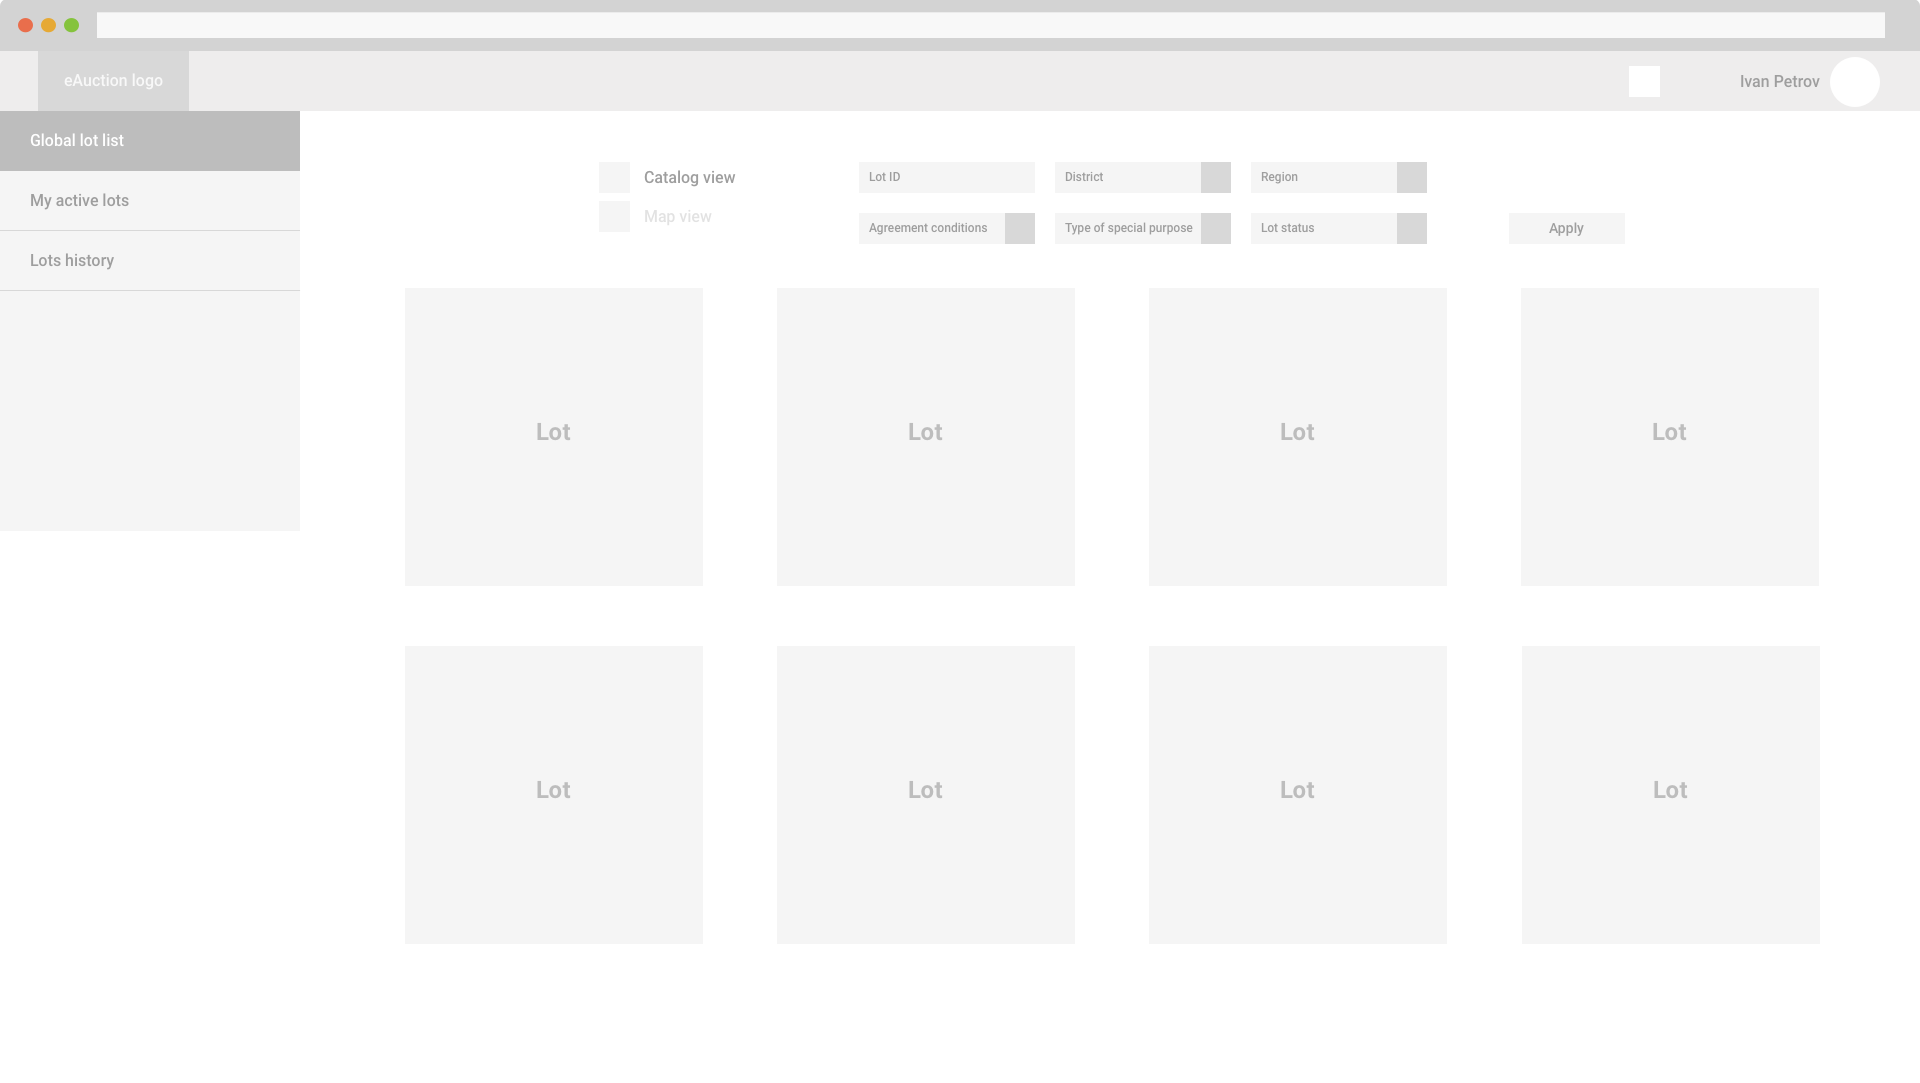 eAuction logo
Ivan Petrov
Global lot list
My active lots
Lots history
Catalog view
Map view
Lot ID
District
Region
Agreement conditions
Type of special purpose
Lot status
Apply
Lot
Lot
Lot
Lot
Lot
Lot
Lot
Lot